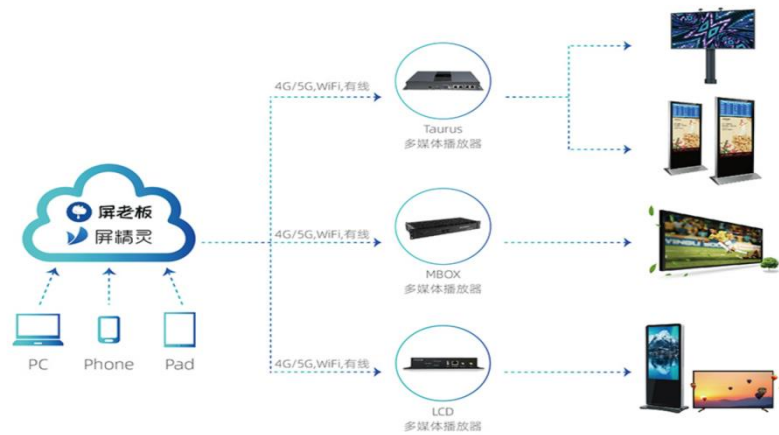 4G/5G,WiFi,有线
Taurus
多媒体播放器
屏老板
屏精灵
4G/5G,WiFi,有线
MBOX
多媒体播放器
PC
Phone
Pad
4G/5G,WiFi,有线
LCD
多媒体播放器